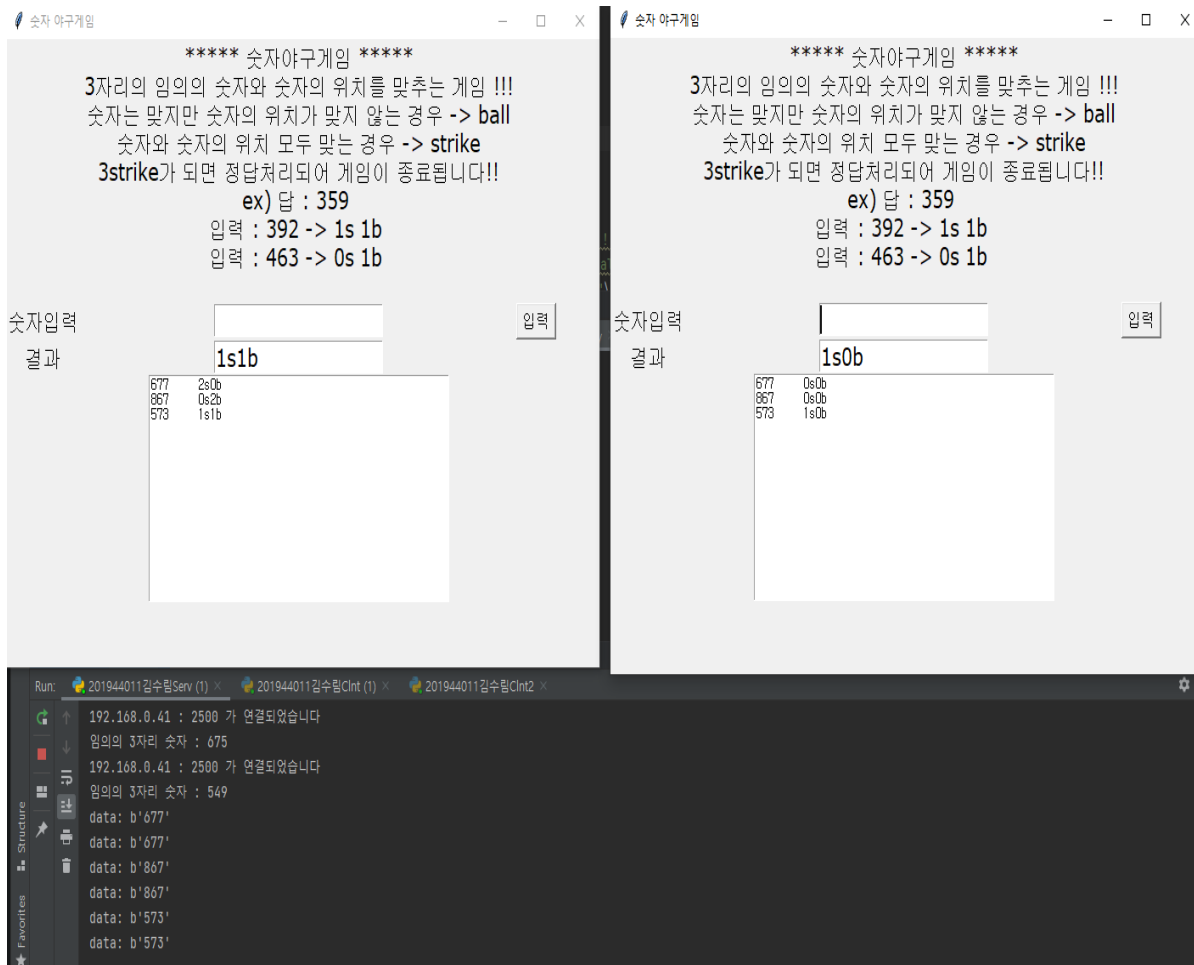 숫자 야구게임
***** 숫자야구게임 *****
3자리의 임의의 숫자와 숫자의 위치를 맞추는 게임 !!!
숫자는 맞지만 숫자의 위치가 맞지 않는 경우 -> ball
숫자와 숫자의 위치 모두 맞는 경우 -> strike
3strike가 되면 정답처리되어 게임이 종료됩니다!!
ex) 답 : 359
입력 : 392 -> 1s 1b
입력 : 463 -> 0s 1b
숫자입력 입력
결과 1s1b
677 2s0b
867 0s2b
573 1s1b
숫자 야구게임
***** 숫자야구게임 *****
3자리의 임의의 숫자와 숫자의 위치를 맞추는 게임 !!!
숫자는 맞지만 숫자의 위치가 맞지 않는 경우 -> ball
숫자와 숫자의 위치 모두 맞는 경우 -> strike
3strike가 되면 정답처리되어 게임이 종료됩니다!!
ex) 답 : 359
입력 : 392 -> 1s 1b
입력 : 463 -> 0s 1b
숫자입력 입력
결과 1s0b
677 0s0b
867 0s0b
573 1s0b
Run: 201944011김수림Serv (1) 201944011김수림Clnt (1) 201944011김수림Clnt2
192.168.0.41 : 2500 가 연결되었습니다
임의의 3자리 숫자 : 675
192.168.0.41 : 2500 가 연결되었습니다
임의의 3자리 숫자 : 549
data: b'677'
data: b'677'
data: b'867'
data: b'867'
data: b'573'
data: b'573'
Structure
Favorites